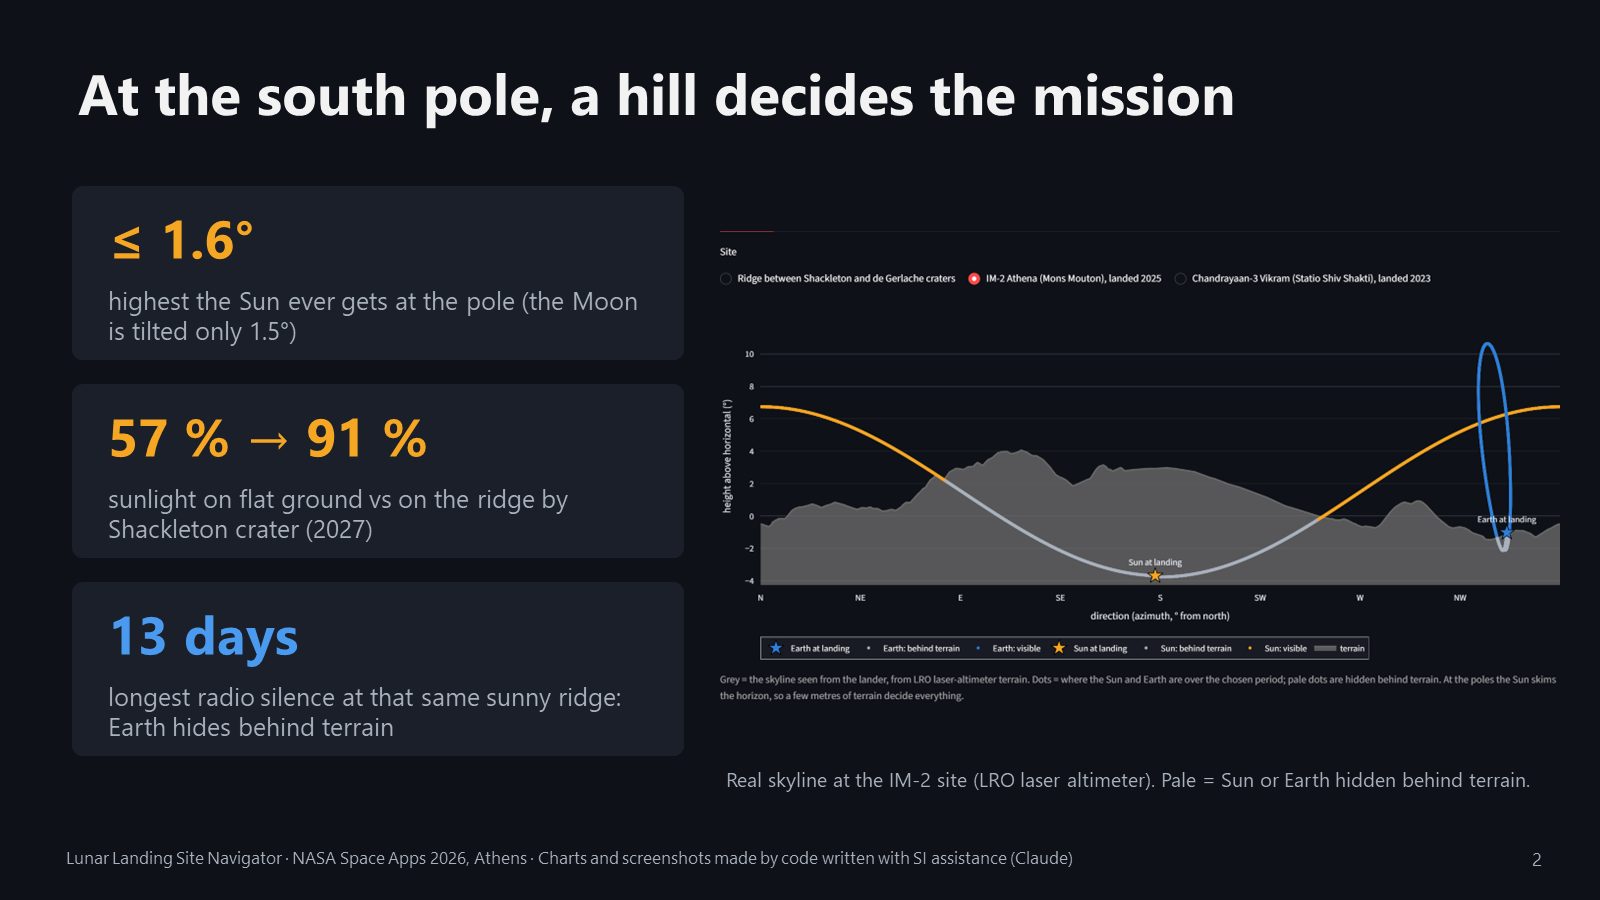 At the south pole, a hill decides the mission
≤ 1.6°
highest the Sun ever gets at the pole (the Moon
is tilted only 1.5°)
57 % → 91 %
sunlight on flat ground vs on the ridge by
Shackleton crater (2027)
13 days
longest radio silence at that same sunny ridge:
Earth hides behind terrain
Site
Ridge between Shackleton and de Gerlache craters
IM-2 Athena (Mons Mouton), landed 2025
Chandrayaan-3 Vikram (Statio Shiv Shakti), landed 2023
height above horizontal (°)
10
8
6
4
2
0
−2
−4
Earth at landing
Sun at landing
N NE E SE S SW W NW
direction (azimuth, ° from north)
Earth at landing Earth: behind terrain Earth: visible Sun at landing Sun: behind terrain Sun: visible terrain
Grey = the skyline seen from the lander, from LRO laser-altimeter terrain. Dots = where the Sun and Earth are over the chosen period; pale dots are hidden behind terrain. At the poles the Sun skims
the horizon, so a few metres of terrain decide everything.
Real skyline at the IM-2 site (LRO laser altimeter). Pale = Sun or Earth hidden behind terrain.
Lunar Landing Site Navigator · NASA Space Apps 2026, Athens · Charts and screenshots made by code written with SI assistance (Claude)
2